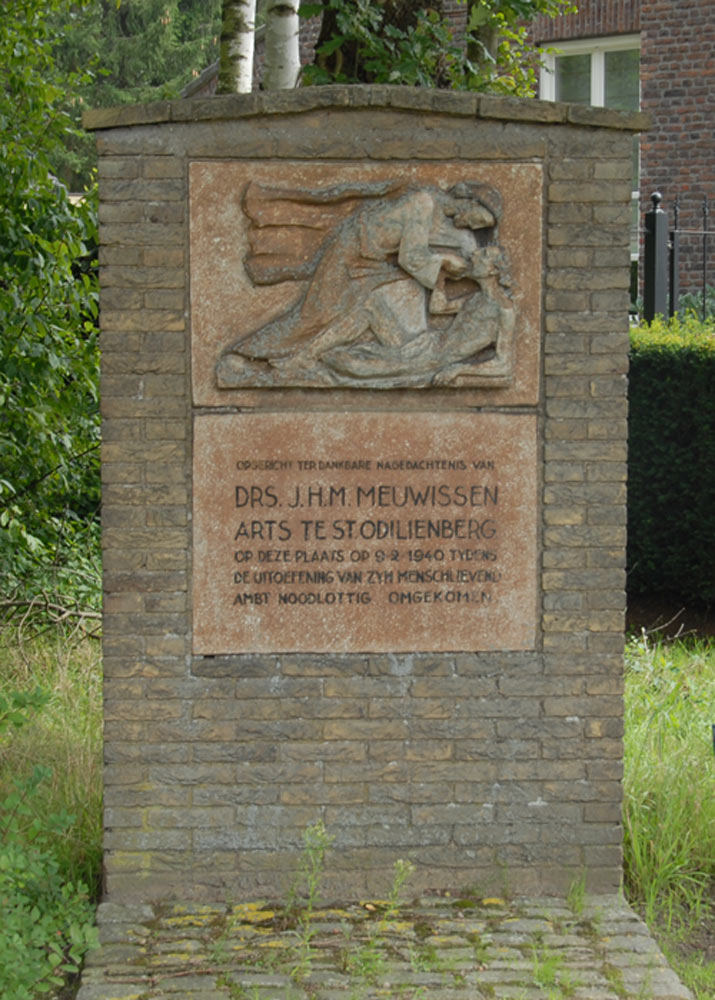 OPGERICHT TER DANKBARE NAGEDACHTENIS VAN
DRS. J.H.M. MEUWISSEN
ARTS TE ST. ODILIENBERG
OP DEZE PLAATS OP 9-2-1940 TYDENS
DE UITOEFENING VAN ZYN MENSCHLIEVEND
AMBT NOODLOTTIG OMGEKOMEN.